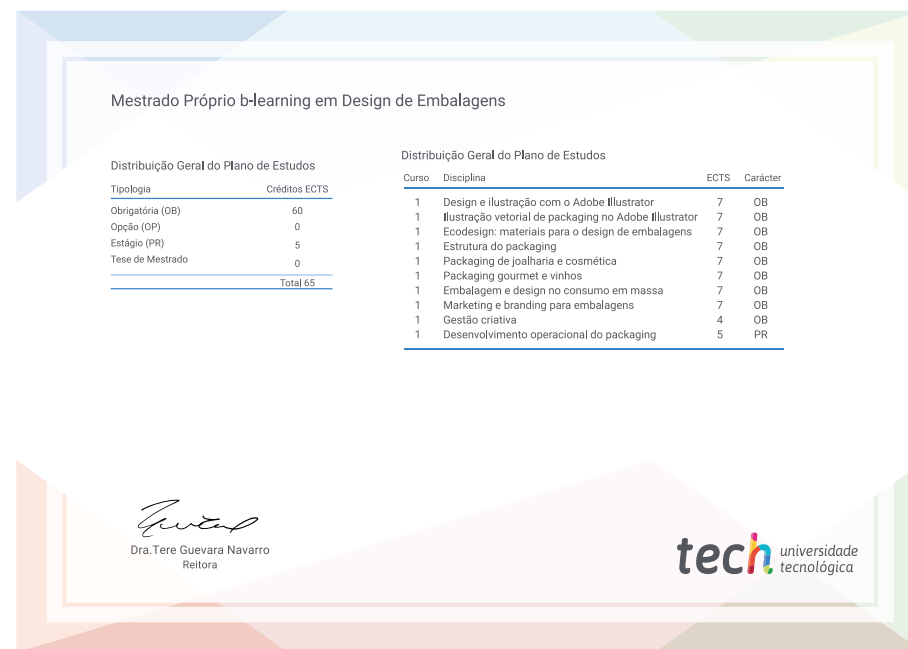 Mestrado Próprio b-learning em Design de Embalagens
Distribuição Geral do Plano de Estudos
Tipologia Créditos ECTS
Obrigatória (OB) 60
Opção (OP) 0
Estágio (PR) 5
Tese de Mestrado 0
Total 65
Distribuição Geral do Plano de Estudos
Curso Disciplina ECTS Carácter
1 Design e ilustração com o Adobe Illustrator 7 OB
1 Ilustração vetorial de packaging no Adobe Illustrator 7 OB
1 Ecodesign: materiais para o design de embalagens 7 OB
1 Estrutura do packaging 7 OB
1 Packaging de joalharia e cosmética 7 OB
1 Packaging gourmet e vinhos 7 OB
1 Embalagem e design no consumo em massa 7 OB
1 Marketing e branding para embalagens 7 OB
1 Gestão criativa 4 OB
1 Desenvolvimento operacional do packaging 5 PR
Dra.Tere Guevara Navarro
Reitora
tech universidade
tecnológica